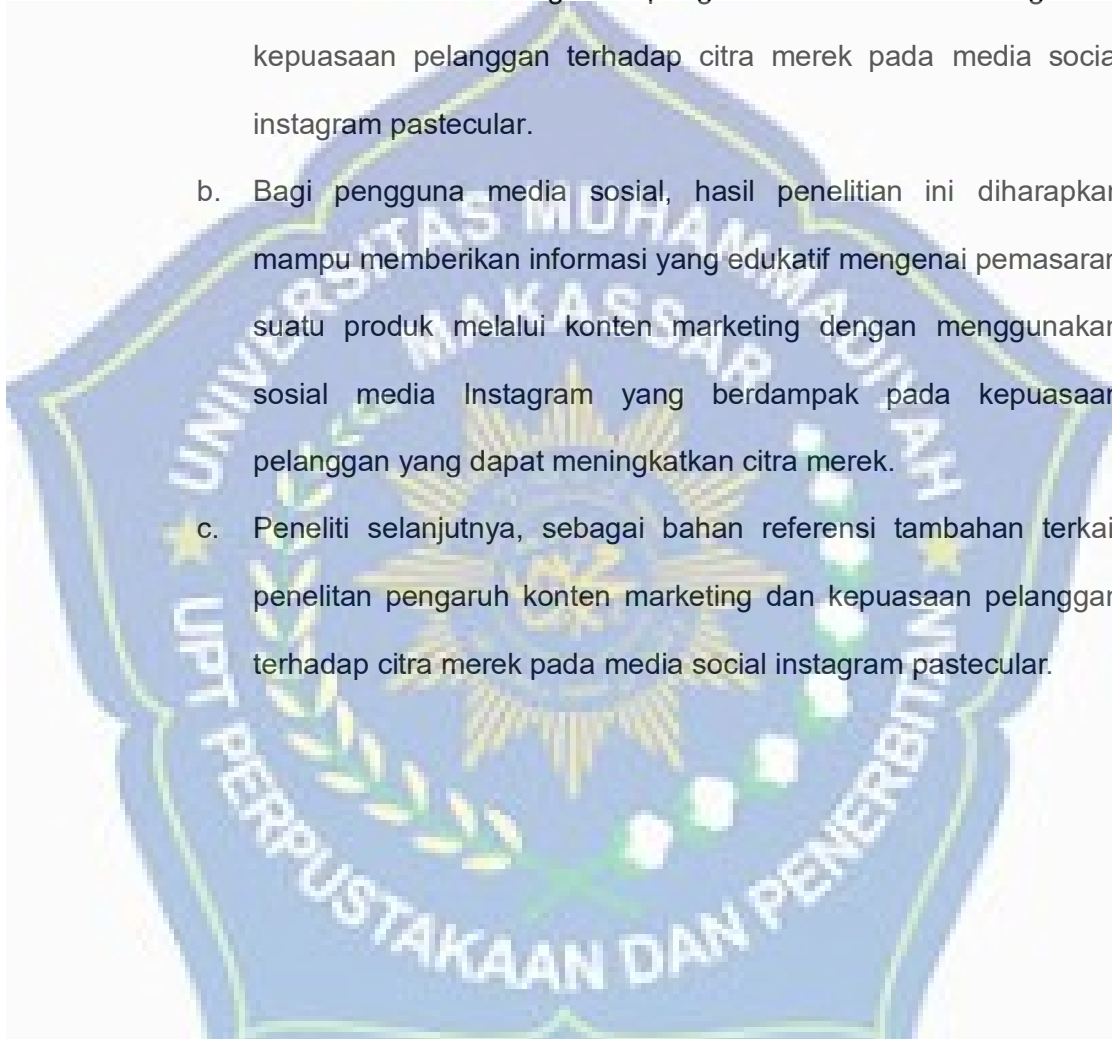 kepuasaan pelanggan terhadap citra merek pada media socia
instagram pastecular.
b. Bagi pengguna media sosial, hasil penelitian ini diharapkan
mampu memberikan informasi yang edukatif mengenai pemasaran
suatu produk melalui konten marketing dengan menggunakan
sosial media Instagram yang berdampak pada kepuasaan
pelanggan yang dapat meningkatkan citra merek.
c. Peneliti selanjutnya, sebagai bahan referensi tambahan terkai
penelitan pengaruh konten marketing dan kepuasaan pelanggan
terhadap citra merek pada media social instagram pastecular.
UNIVERSITAS MUHAMMADIYAH
MAKASSAR
UPT PERPUSTAKAAN DAN PENERBITAN